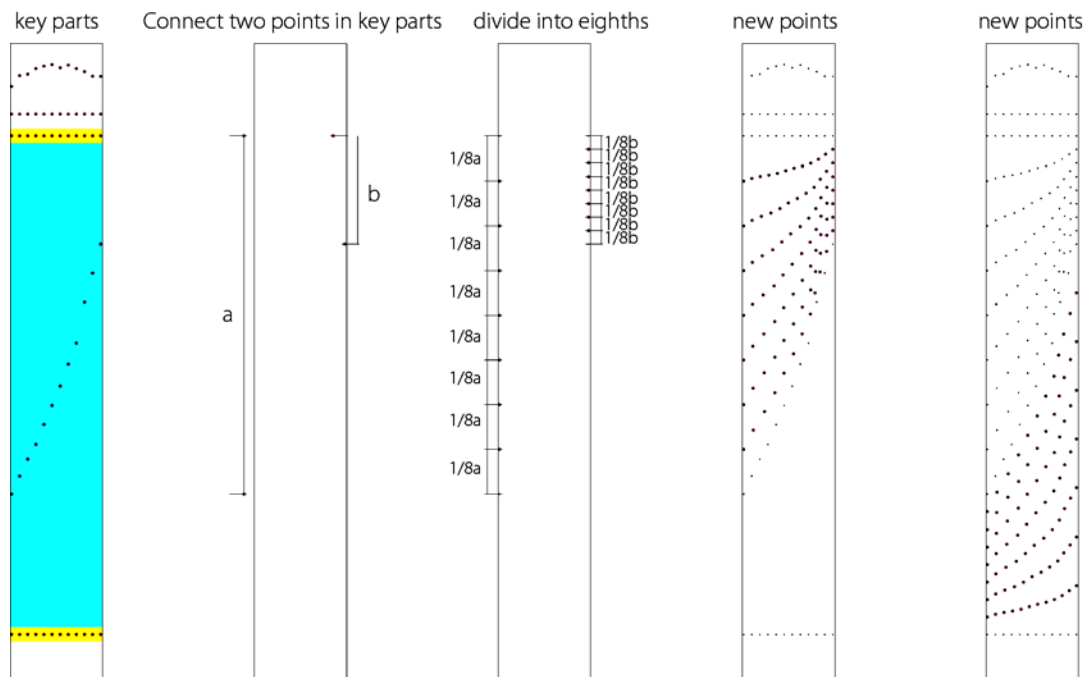 key parts
Connect two points in key parts
divide into eighths
new points
new points
a
b
1/8a
1/8a
1/8a
1/8a
1/8a
1/8a
1/8a
1/8a
1/8b
1/8b
1/8b
1/8b
1/8b
1/8b
1/8b
1/8b